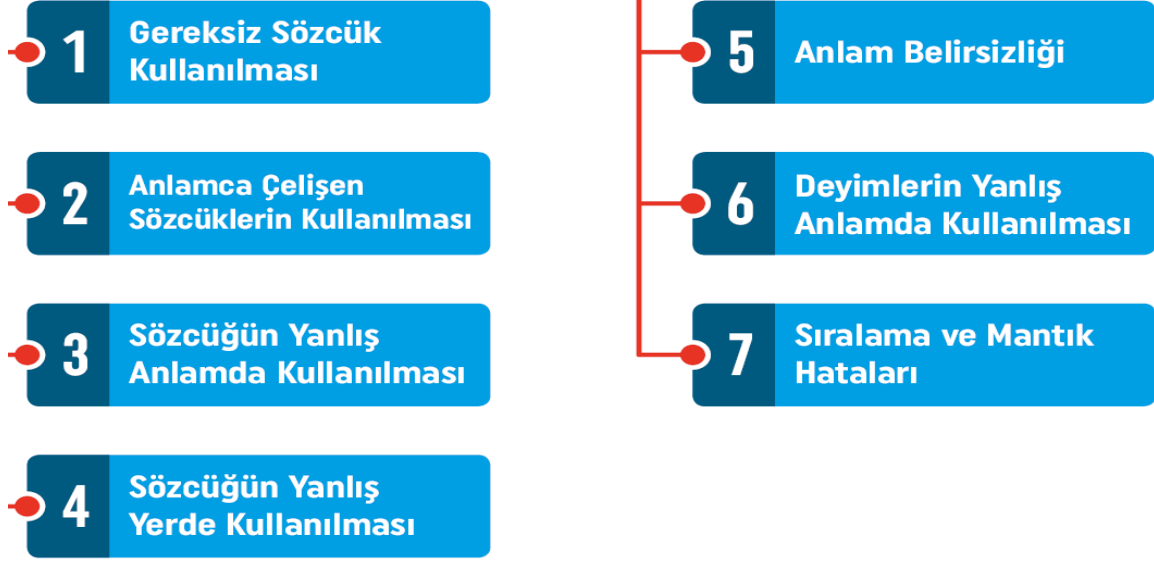 1
Gereksiz Sözcük
Kullanılması
2
Anlamca Çelişen
Sözcüklerin Kullanılması
3
Sözcüğün Yanlış
Anlamda Kullanılması
4
Sözcüğün Yanlış
Yerde Kullanılması
5
Anlam Belirsizliği
6
Deyimlerin Yanlış
Anlamda Kullanılması
7
Sıralama ve Mantık
Hataları